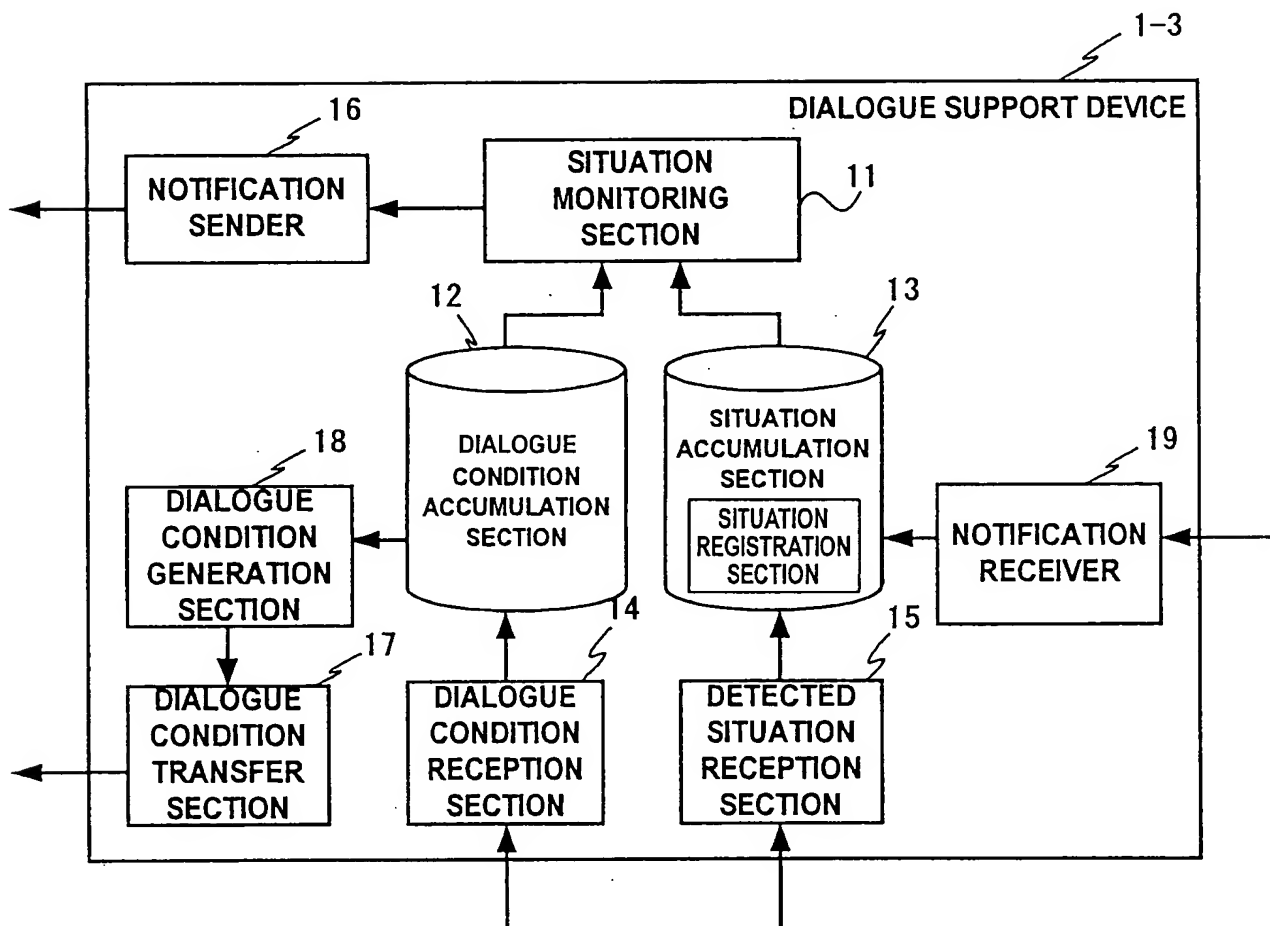 1-3
DIALOGUE SUPPORT DEVICE
16
NOTIFICATION
SENDER
SITUATION
MONITORING
SECTION
11
12
DIALOGUE
CONDITION
ACCUMULATION
SECTION
13
SITUATION
ACCUMULATION
SECTION
SITUATION
REGISTRATION
SECTION
18
DIALOGUE
CONDITION
GENERATION
SECTION
19
NOTIFICATION
RECEIVER
17
DIALOGUE
CONDITION
TRANSFER
SECTION
14
DIALOGUE
CONDITION
RECEPTION
SECTION
15
DETECTED
SITUATION
RECEPTION
SECTION